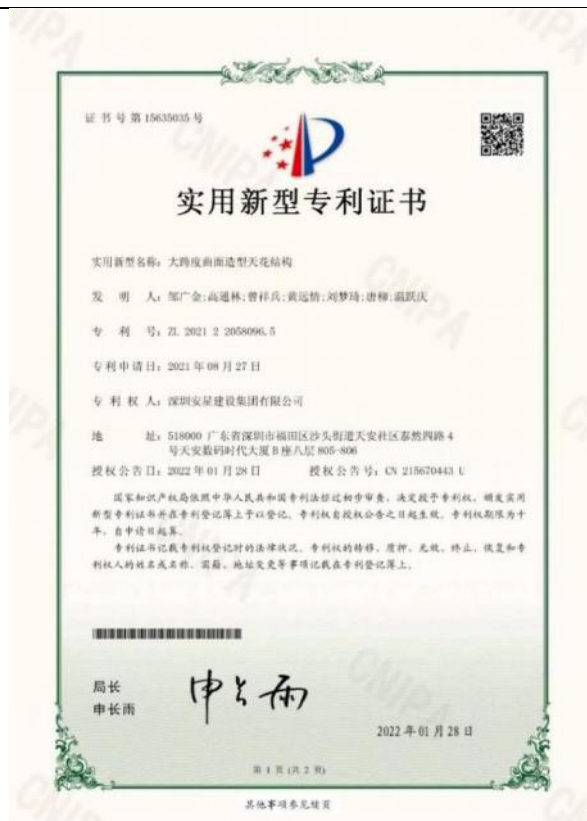 证书号第15635035号
实用新型专利证书
实用新型名称：大跨度曲面造型天花结构
发明人：邹广金;高通林;曾祥兵;黄远情;刘梦琦;唐柳;温跃庆
专利号：ZL 2021 2 2058096.5
专利申请日：2021年08月27日
专利权人：深圳安星建设集团有限公司
地址：518000 广东省深圳市福田区沙头街道天安社区泰然四路4
号天安数码时代大厦B座八层805-806
授权公告日：2022年01月28日 授权公告号：CN 215670443 U
国家知识产权局依照中华人民共和国专利法经过初步审查，决定授予专利权，颁发实用
新型专利证书并在专利登记簿上予以登记。专利权自授权公告之日起生效。专利权期限为十
年，自申请日起算。
专利证书记载专利权登记时的法律状况。专利权的转移、质押、无效、终止、恢复和专
利权人的姓名或名称、国籍、地址变更等事项记载在专利登记簿上。
局长
申长雨
申长雨
2022年01月28日
第1页(共2页)
其他事项参见续页
CNIPA
CNIPA
CNIPA
CNIPA